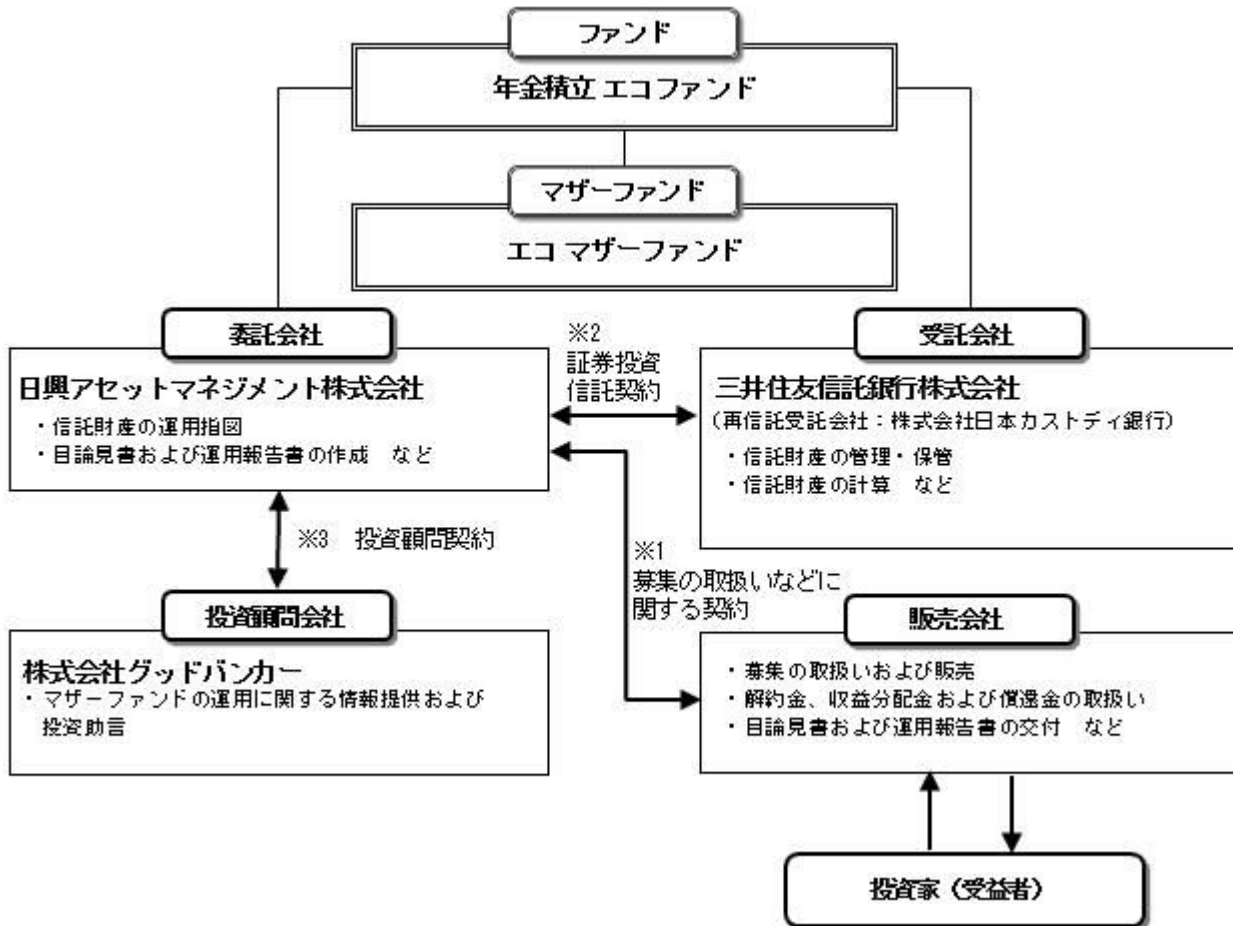 ファンド
年金積立 エコファンド
マザーファンド
エコ マザーファンド
委託会社
日興アセットマネジメント株式会社
・信託財産の運用指図
・目論見書および運用報告書の作成　など
※2
証券投資
信託契約
受託会社
三井住友信託銀行株式会社
（再信託受託会社：株式会社日本カストディ銀行）
・信託財産の管理・保管
・信託財産の計算　など
※3　投資顧問契約
※1
募集の取扱いなどに
関する契約
投資顧問会社
株式会社グッドバンカー
・マザーファンドの運用に関する情報提供および
投資助言
販売会社
・募集の取扱いおよび販売
・解約金、収益分配金および償還金の取扱い
・目論見書および運用報告書の交付　など
投資家（受益者）